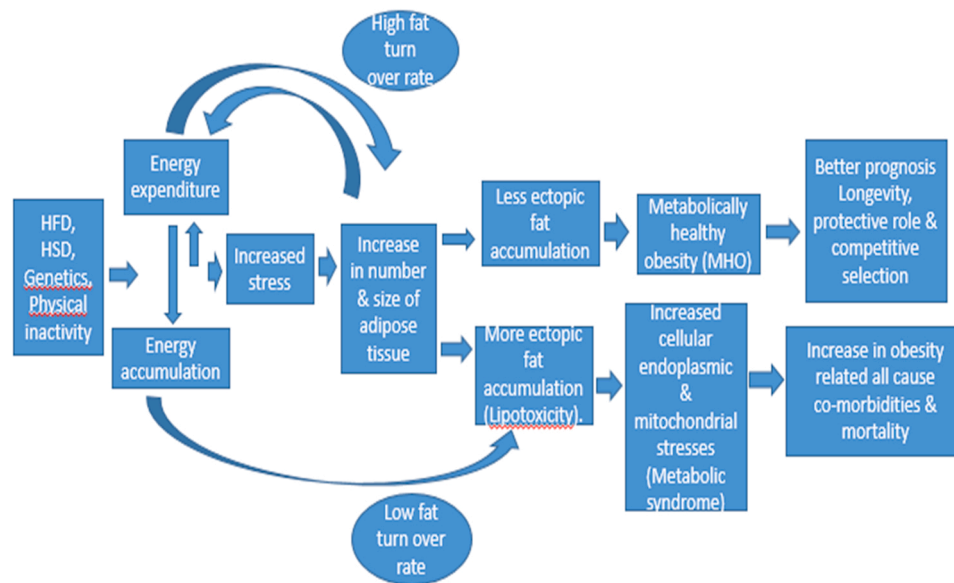 High fat
turn
over rate
Energy
expenditure
HFD,
HSD,
Genetics,
Physical
inactivity
Increased
stress
Energy
accumulation
Increase
in number
& size of
adipose
tissue
Less ectopic
fat
accumulation
Metabolically
healthy
obesity (MHO)
Better prognosis
Longevity,
protective role &
competitive
selection
More ectopic
fat
accumulation
(Lipotoxicity).
Increased
cellular
endoplasmic
&
mitochondrial
stresses
(Metabolic
syndrome)
Increase in obesity
related all cause
co-morbidities &
mortality
Low fat
turn over
rate